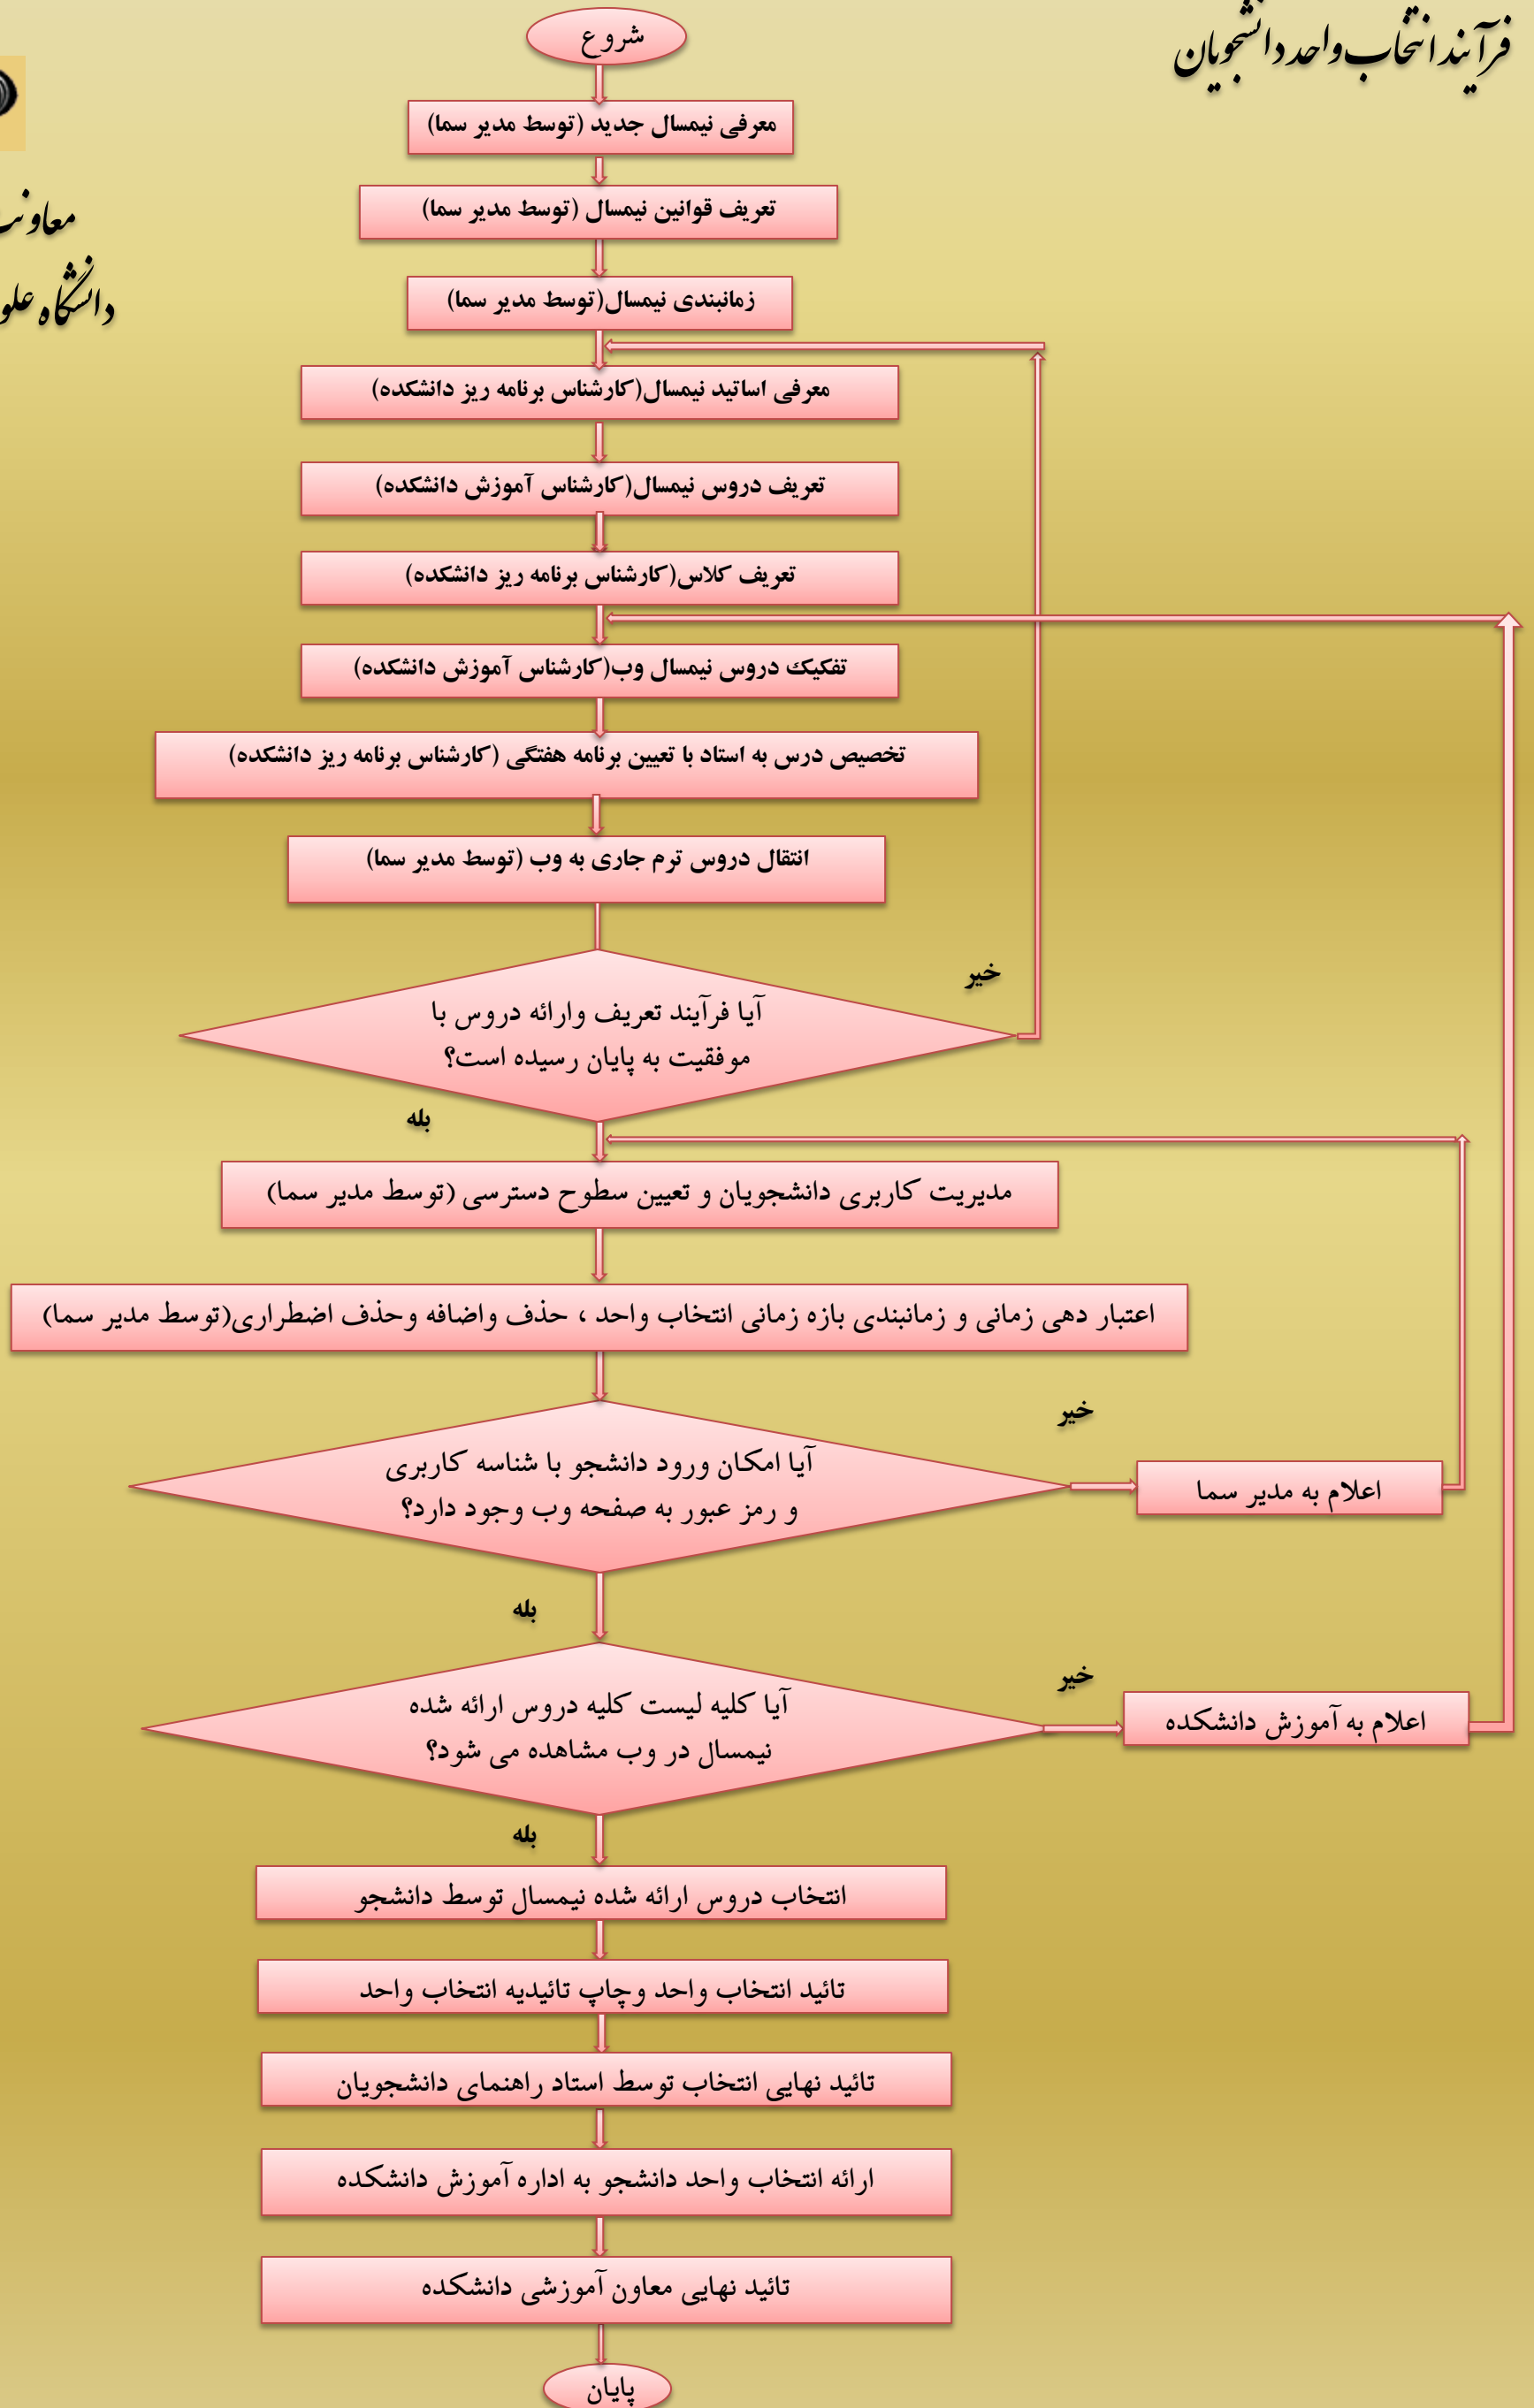 فرآیند انتخاب واحد دانشجویان
شروع
معرفی نیمسال جدید (توسط مدیر سما)
تعریف قوانین نیمسال (توسط مدیر سما)
زمانبندی نیمسال(توسط مدیر سما)
دانشگاه
معرفی اساتید نیمسال(کارشناس برنامه ریز دانشکده)
تعریف دروس نیمسال(کارشناس آموزش دانشکده)
تعریف کلاس(کارشناس برنامه ریز دانشکده)
تفکیک دروس نیمسال وب(کارشناس آموزش دانشکده)
تخصیص درس به استاد با تعیین برنامه هفتگی (کارشناس برنامه ریز دانشکده)
انتقال دروس ترم جاری به وب (توسط مدیر سما)
خیر
آیا فرآیند تعریف وارائه دروس با
موفقیت به پایان رسیده است؟
بله
مدیریت کاربری دانشجویان و تعیین سطوح دسترسی (توسط مدیر سما)
اعتبار دهی زمانی و زمانبندی بازه زمانی انتخاب واحد ، حذف واضافه وحذف اضطراری(توسط مدیر سما)
خیر
آیا امکان ورود دانشجو با شناسه کاربری
و رمز عبور به صفحه وب وجود دارد؟
اعلام به مدیر سما
بله
خیر
آیا کلیه لیست کلیه دروس ارائه شده
نیمسال در وب مشاهده می شود؟
اعلام به آموزش دانشکده
بله
انتخاب دروس ارائه شده نیمسال توسط دانشجو
تائید انتخاب واحد وچاپ تائیدیه انتخاب واحد
تائید نهایی انتخاب توسط استاد راهنمای دانشجویان
ارائه انتخاب واحد دانشجو به اداره آموزش دانشکده
تائید نهایی معاون آموزشی دانشکده
پایان